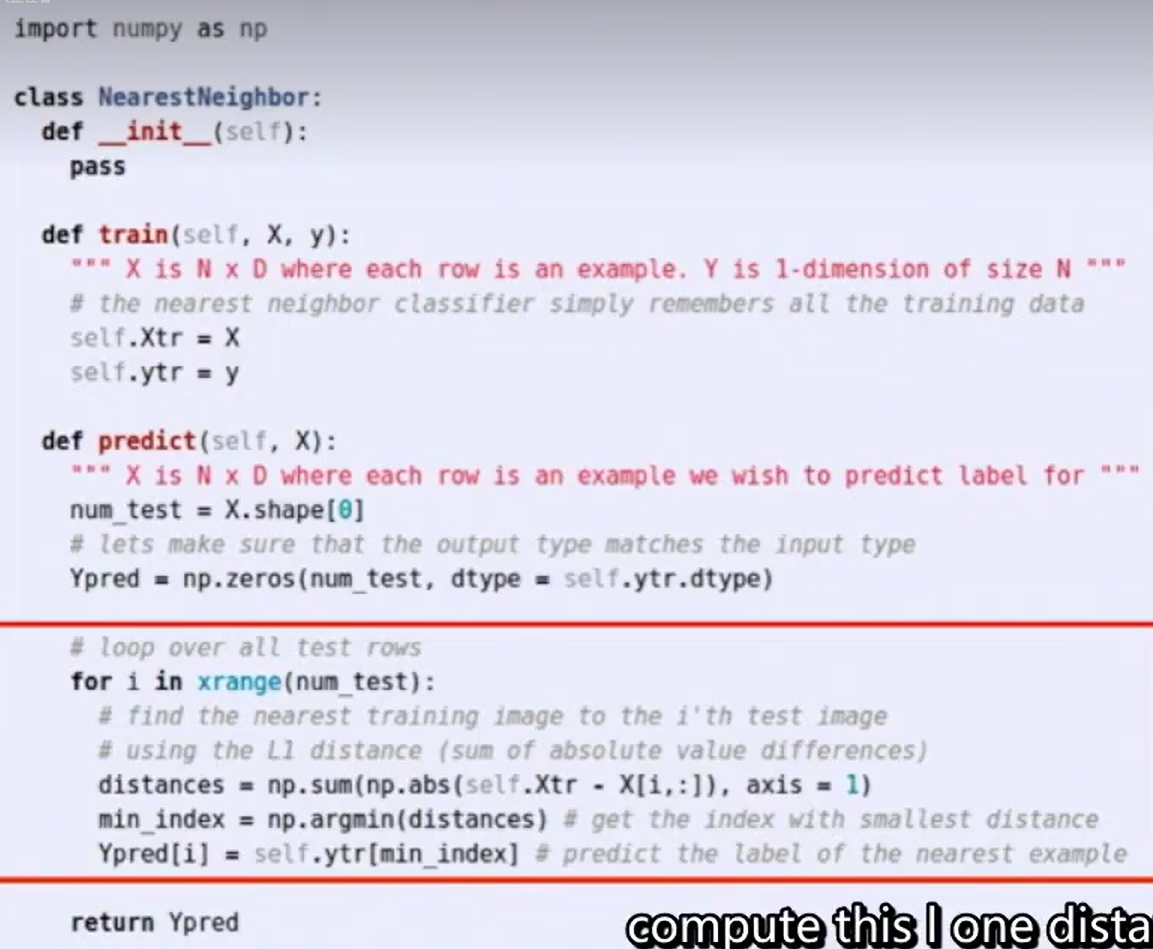 import numpy as np
class NearestNeighbor:
def __init__(self):
pass
def train(self, X, y):
""" X is N x D where each row is an example. Y is 1-dimension of size N """
# the nearest neighbor classifier simply remembers all the training data
self.Xtr = X
self.ytr = y
def predict(self, X):
""" X is N x D where each row is an example we wish to predict label for """
num_test = X.shape[0]
# lets make sure that the output type matches the input type
Ypred = np.zeros(num_test, dtype = self.ytr.dtype)
# loop over all test rows
for i in xrange(num_test):
# find the nearest training image to the i'th test image
# using the L1 distance (sum of absolute value differences)
distances = np.sum(np.abs(self.Xtr - X[i,:]), axis = 1)
min_index = np.argmin(distances) # get the index with smallest distance
Ypred[i] = self.ytr[min_index] # predict the label of the nearest example
return Ypred
compute this l one dista